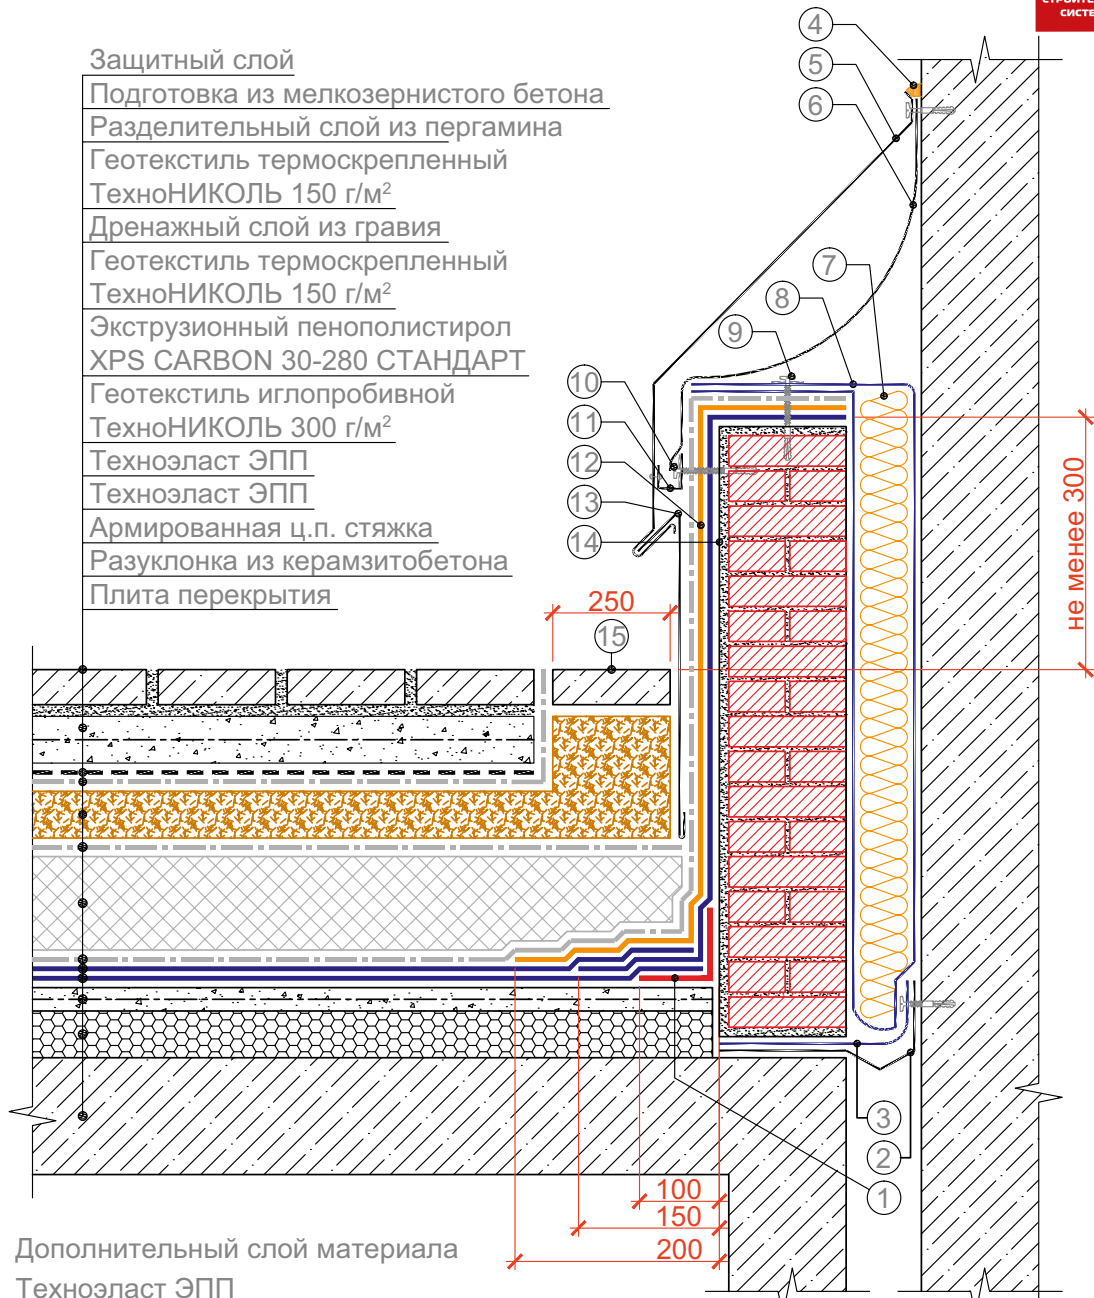 СИСТЕ
Защитный слой
Подготовка из мелкозернистого бетона
Разделительный слой из пергамина
Геотекстиль термоскрепленный
ТехноНИКОЛЬ 150 г/м²
Дренажный слой из гравия
Геотекстиль термоскрепленный
ТехноНИКОЛЬ 150 г/м²
Экструзионный пенополистирол
XPS CARBON 30-280 СТАНДАРТ
Геотекстиль иглопробивной
ТехноНИКОЛЬ 300 г/м²
Техноэласт ЭПП
Техноэласт ЭПП
Армированная ц.п. стяжка
Разуклонка из керамзитобетона
Плита перекрытия
4
5
6
7
8
9
10
11
12
13
14
250
15
не менее 300
3
2
1
100
150
200
Дополнительный слой материала
Техноэласт ЭПП